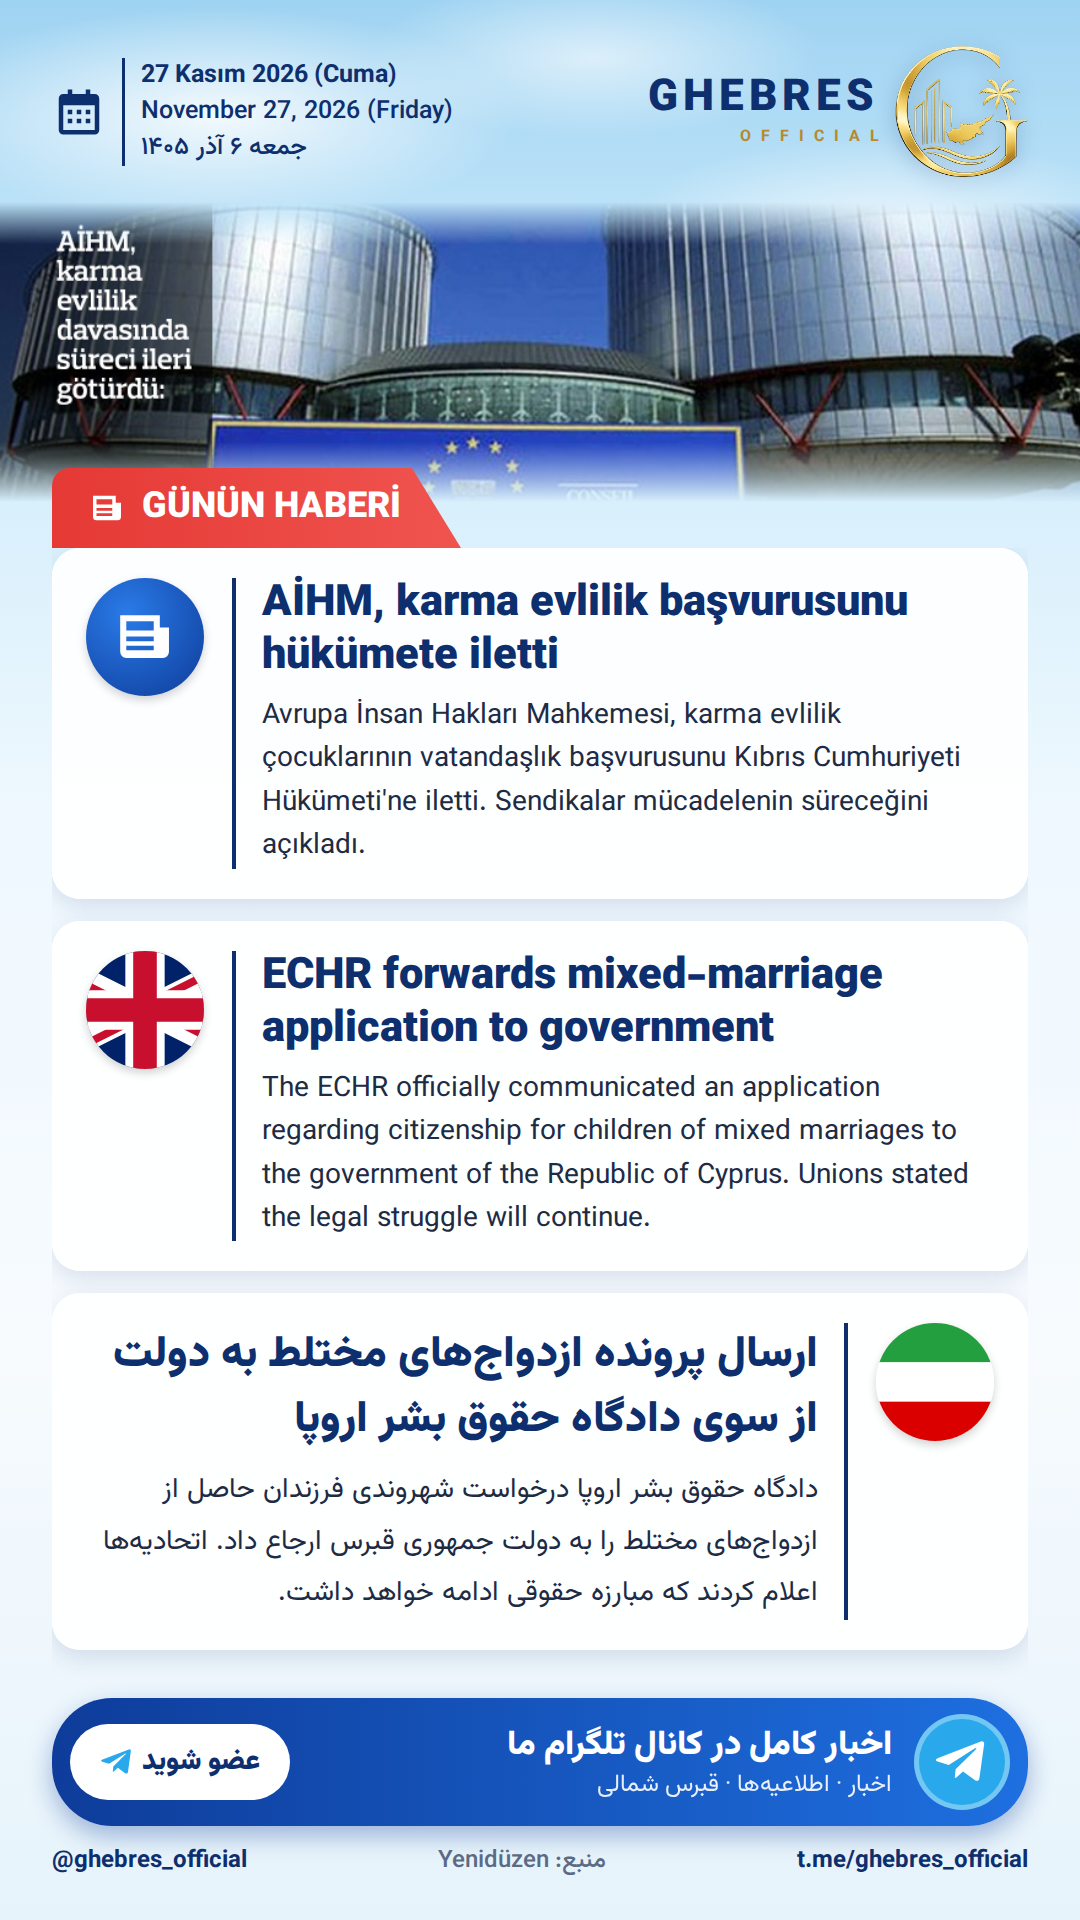 27 Kasım 2026 (Cuma)
November 27, 2026 (Friday)
جمعه ۶ آذر ۱۴۰۵
GHEBRES
OFFICIAL
AİHM,
karma
evlilik
davasında
süreci ileri
götürdü:
CONSEIL
GÜNÜN HABERİ
AİHM, karma evlilik başvurusunu
hükümete iletti
Avrupa İnsan Hakları Mahkemesi, karma evlilik
çocuklarının vatandaşlık başvurusunu Kıbrıs Cumhuriyeti
Hükümeti'ne iletti. Sendikalar mücadelenin süreceğini
açıkladı.
ECHR forwards mixed-marriage
application to government
The ECHR officially communicated an application
regarding citizenship for children of mixed marriages to
the government of the Republic of Cyprus. Unions stated
the legal struggle will continue.
ارسال پرونده ازدواج‌های مختلط به دولت
از سوی دادگاه حقوق بشر اروپا
دادگاه حقوق بشر اروپا درخواست شهروندی فرزندان حاصل از
ازدواج‌های مختلط را به دولت جمهوری قبرس ارجاع داد. اتحادیه‌ها
اعلام کردند که مبارزه حقوقی ادامه خواهد داشت.
اخبار کامل در کانال تلگرام ما
اخبار · اطلاعیه‌ها · قبرس شمالی
عضو شوید
@ghebres_official
منبع: Yenidüzen
t.me/ghebres_official